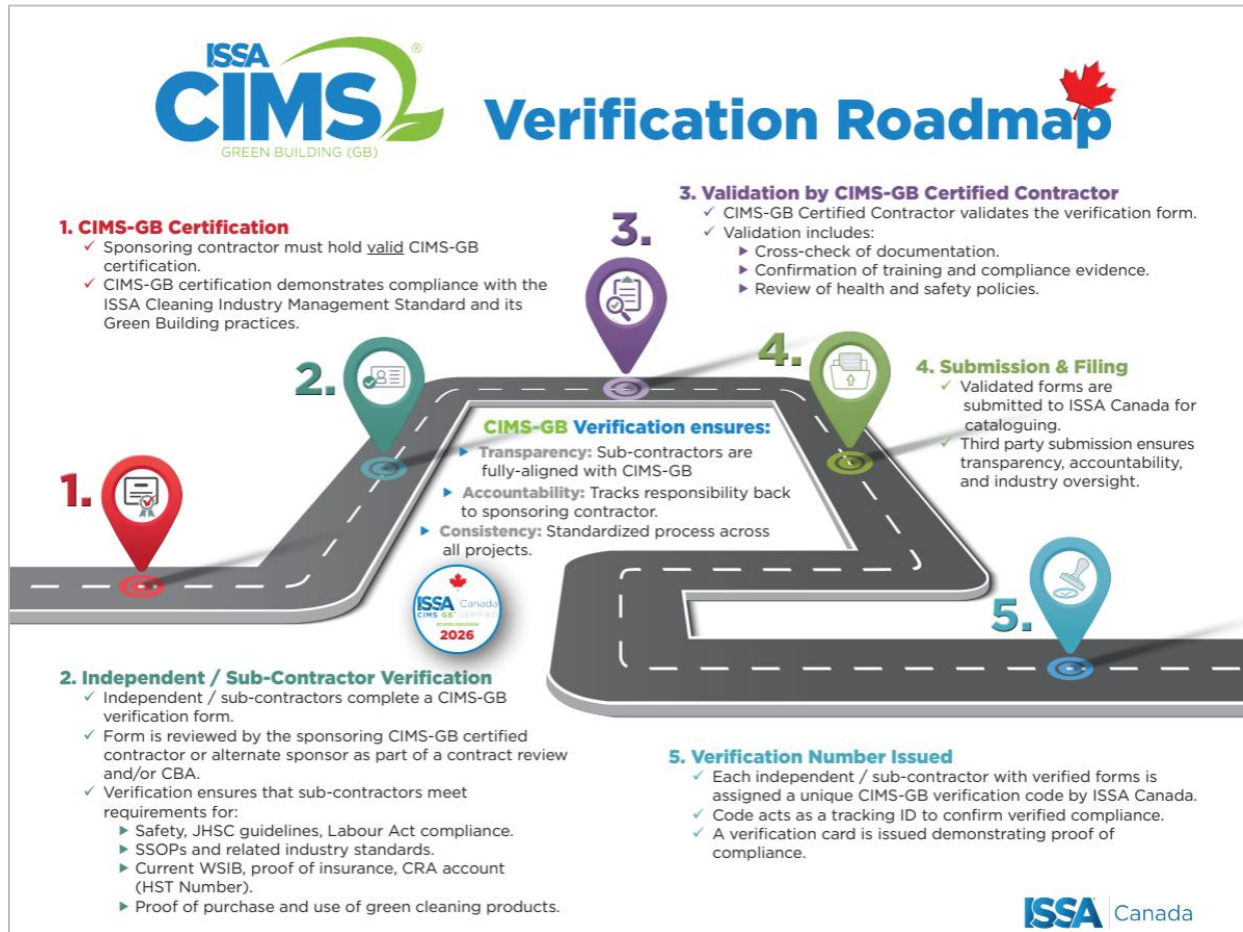 ISSA
CIMS®
GREEN BUILDING (GB)
Verification Roadmap
1. CIMS-GB Certification
✓ Sponsoring contractor must hold valid CIMS-GB
certification.
✓ CIMS-GB certification demonstrates compliance with the
ISSA Cleaning Industry Management Standard and its
Green Building practices.
3. Validation by CIMS-GB Certified Contractor
✓ CIMS-GB Certified Contractor validates the verification form.
✓ Validation includes:
▶ Cross-check of documentation.
▶ Confirmation of training and compliance evidence.
▶ Review of health and safety policies.
3.
2.
4.
4. Submission & Filing
✓ Validated forms are
submitted to ISSA Canada for
cataloguing.
✓ Third party submission ensures
transparency, accountability,
and industry oversight.
CIMS-GB Verification ensures:
▶ Transparency: Sub-contractors are
fully-aligned with CIMS-GB
▶ Accountability: Tracks responsibility back
to sponsoring contractor.
▶ Consistency: Standardized process across
all projects.
1.
ISSA Canada
CIMS-GB VERIFIED
2026
5.
2. Independent / Sub-Contractor Verification
✓ Independent / sub-contractors complete a CIMS-GB
verification form.
✓ Form is reviewed by the sponsoring CIMS-GB certified
contractor or alternate sponsor as part of a contract review
and/or CBA.
✓ Verification ensures that sub-contractors meet
requirements for:
▶ Safety, JHSC guidelines, Labour Act compliance.
▶ SSOPs and related industry standards.
▶ Current WSIB, proof of insurance, CRA account
(HST Number).
▶ Proof of purchase and use of green cleaning products.
5. Verification Number Issued
✓ Each independent / sub-contractor with verified forms is
assigned a unique CIMS-GB verification code by ISSA Canada.
✓ Code acts as a tracking ID to confirm verified compliance.
✓ A verification card is issued demonstrating proof of
compliance.
ISSA Canada